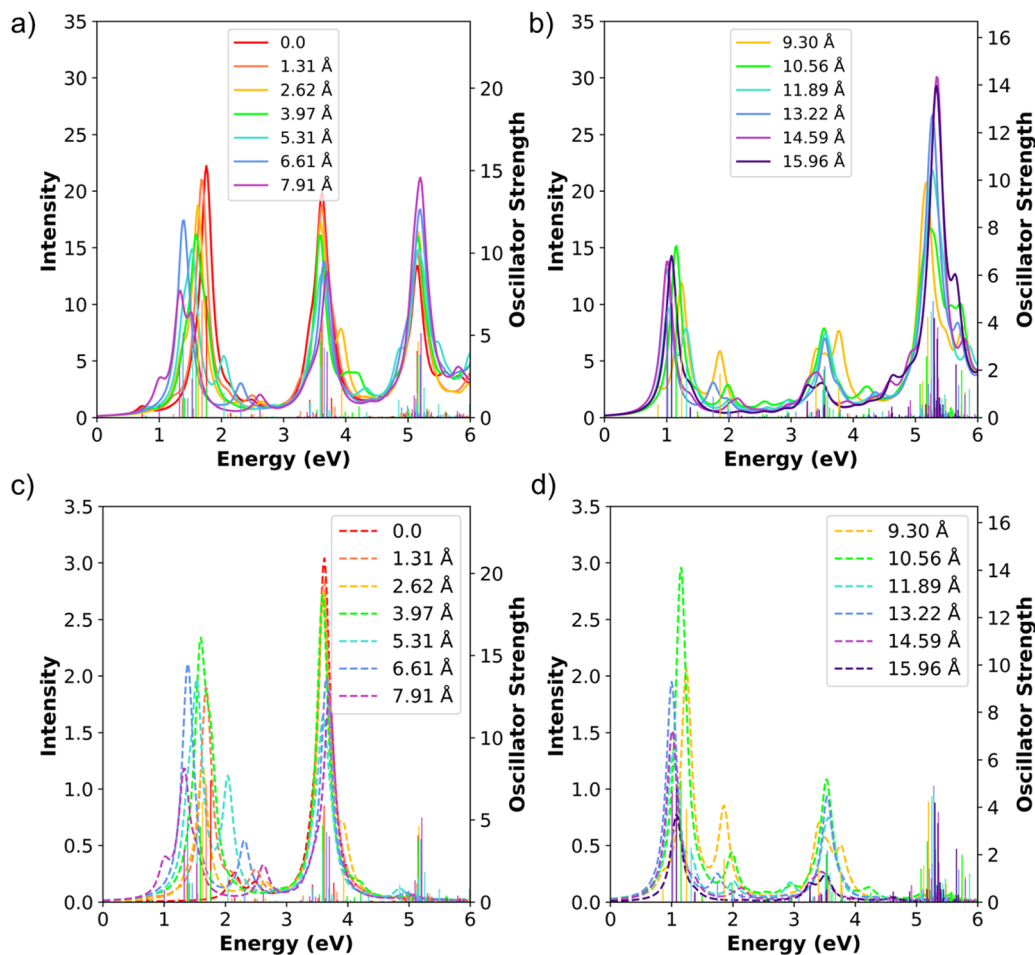 a)
35
30
25
20
15
10
5
0
Intensity
0.0
1.31 Å
2.62 Å
3.97 Å
5.31 Å
6.61 Å
7.91 Å
20
15
10
5
0
Oscillator Strength
0 1 2 3 4 5 6
Energy (eV)
b)
35
30
25
20
15
10
5
0
Intensity
9.30 Å
10.56 Å
11.89 Å
13.22 Å
14.59 Å
15.96 Å
16
14
12
10
8
6
4
2
0
Oscillator Strength
0 1 2 3 4 5 6
Energy (eV)
c)
3.5
3.0
2.5
2.0
1.5
1.0
0.5
0.0
Intensity
0.0
1.31 Å
2.62 Å
3.97 Å
5.31 Å
6.61 Å
7.91 Å
20
15
10
5
0
Oscillator Strength
0 1 2 3 4 5 6
Energy (eV)
d)
3.5
3.0
2.5
2.0
1.5
1.0
0.5
0.0
Intensity
9.30 Å
10.56 Å
11.89 Å
13.22 Å
14.59 Å
15.96 Å
16
14
12
10
8
6
4
2
0
Oscillator Strength
0 1 2 3 4 5 6
Energy (eV)